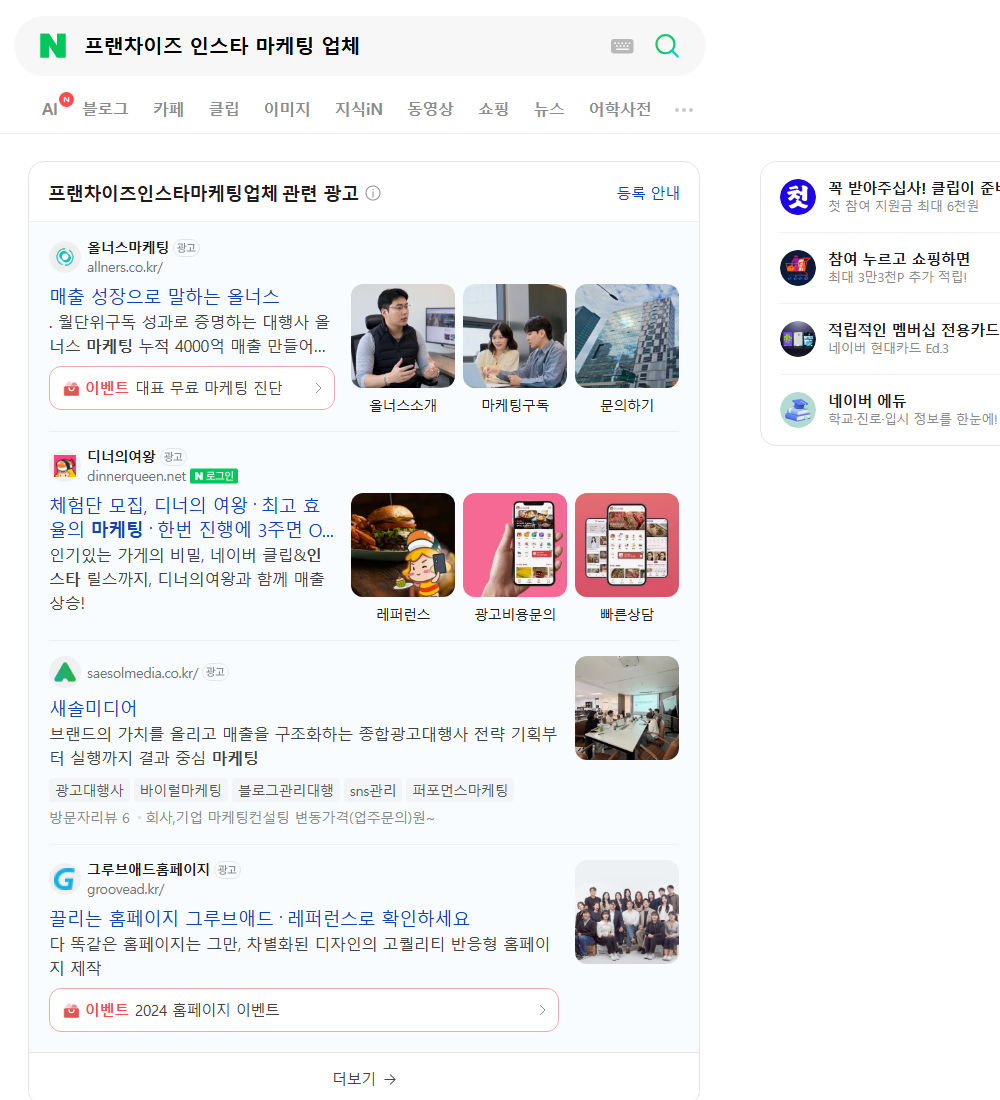 프랜차이즈 인스타 마케팅 업체
AI N 블로그 카페 클립 이미지 지식iN 동영상 쇼핑 뉴스 어학사전
프랜차이즈인스타마케팅업체 관련 광고
등록 안내
올너스마케팅 광고
allners.co.kr/
매출 성장으로 말하는 올너스
. 월단위구독 성과로 증명하는 대행사 올
너스 마케팅 누적 4000억 매출 만들어...
이벤트 대표 무료 마케팅 진단
올너스소개
마케팅구독
문의하기
디너의여왕 광고
dinnerqueen.net N 로그인
체험단 모집, 디너의 여왕 · 최고 효
율의 마케팅 · 한번 진행에 3주면 O...
인기있는 가게의 비밀, 네이버 클립&인
스타 릴스까지, 디너의여왕과 함께 매출
상승!
레퍼런스
광고비용문의
빠른상담
saesolmedia.co.kr/ 광고
새솔미디어
브랜드의 가치를 올리고 매출을 구조화하는 종합광고대행사 전략 기획부
터 실행까지 결과 중심 마케팅
광고대행사 바이럴마케팅 블로그관리대행 sns관리 퍼포먼스마케팅
방문자리뷰 6 · 회사,기업 마케팅컨설팅 변동가격(업주문의)원~
그루브애드홈페이지 광고
groovead.kr/
끌리는 홈페이지 그루브애드 · 레퍼런스로 확인하세요
다 똑같은 홈페이지는 그만, 차별화된 디자인의 고퀄리티 반응형 홈페이
지 제작
이벤트 2024 홈페이지 이벤트
더보기
첫
꼭 받아주십사! 클립이 준비
첫 참여 지원금 최대 6천원
참여 누르고 쇼핑하면
최대 3만3천P 추가 적립!
적립적인 멤버십 전용카드
네이버 현대카드 Ed.3
네이버 에듀
학교·진로·입시 정보를 한눈에!